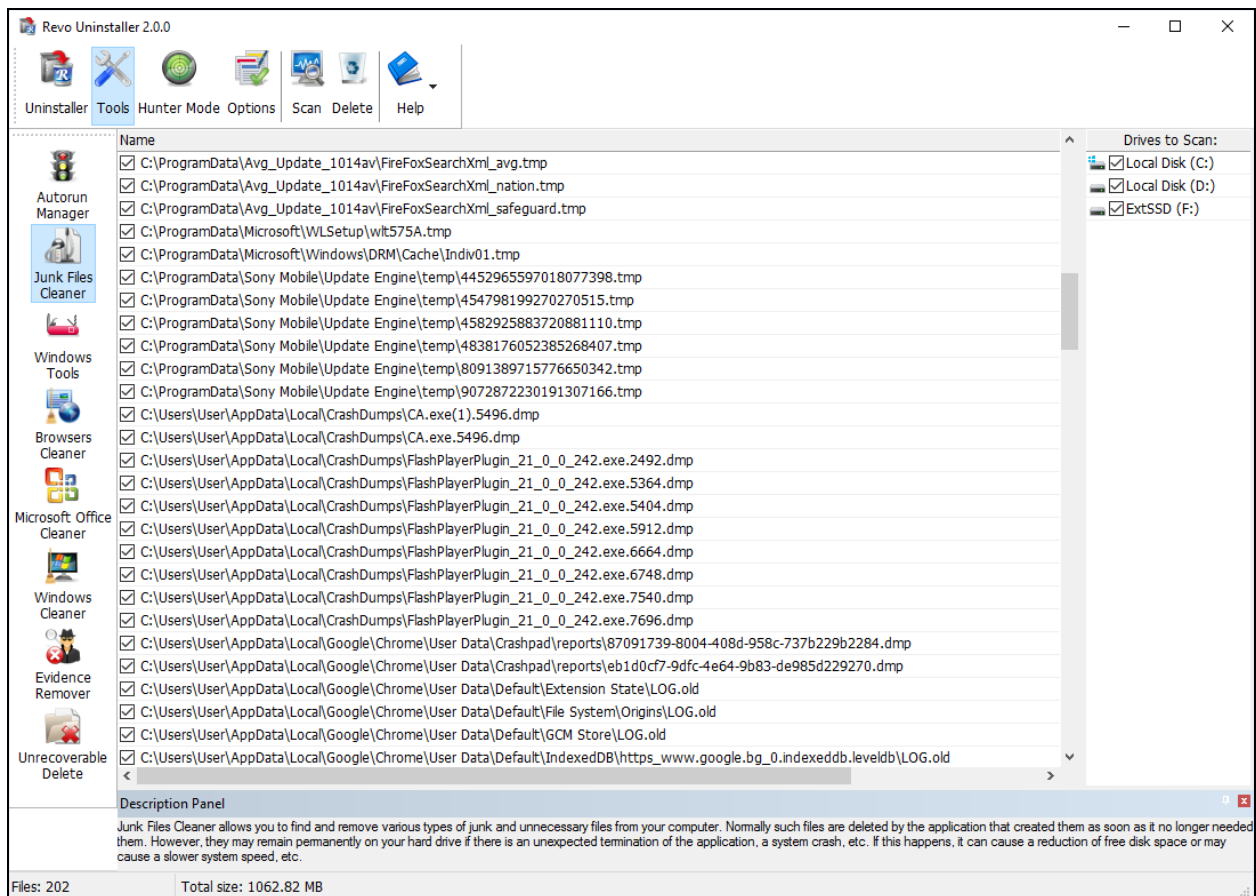 Revo Uninstaller 2.0.0
Uninstaller Tools Hunter Mode Options Scan Delete Help
Autorun
Manager
Junk Files
Cleaner
Windows
Tools
Browsers
Cleaner
Microsoft Office
Cleaner
Windows
Cleaner
Evidence
Remover
Unrecoverable
Delete
Name
C:\ProgramData\Avg_Update_1014av\FireFoxSearchXml_avg.tmp
C:\ProgramData\Avg_Update_1014av\FireFoxSearchXml_nation.tmp
C:\ProgramData\Avg_Update_1014av\FireFoxSearchXml_safeguard.tmp
C:\ProgramData\Microsoft\WLSetup\wlt575A.tmp
C:\ProgramData\Microsoft\Windows\DRM\Cache\Indiv01.tmp
C:\ProgramData\Sony Mobile\Update Engine\temp\4452965597018077398.tmp
C:\ProgramData\Sony Mobile\Update Engine\temp\454798199270270515.tmp
C:\ProgramData\Sony Mobile\Update Engine\temp\4582925883720881110.tmp
C:\ProgramData\Sony Mobile\Update Engine\temp\4838176052385268407.tmp
C:\ProgramData\Sony Mobile\Update Engine\temp\8091389715776650342.tmp
C:\ProgramData\Sony Mobile\Update Engine\temp\9072872230191307166.tmp
C:\Users\User\AppData\Local\CrashDumps\CA.exe(1).5496.dmp
C:\Users\User\AppData\Local\CrashDumps\CA.exe.5496.dmp
C:\Users\User\AppData\Local\CrashDumps\FlashPlayerPlugin_21_0_0_242.exe.2492.dmp
C:\Users\User\AppData\Local\CrashDumps\FlashPlayerPlugin_21_0_0_242.exe.5364.dmp
C:\Users\User\AppData\Local\CrashDumps\FlashPlayerPlugin_21_0_0_242.exe.5404.dmp
C:\Users\User\AppData\Local\CrashDumps\FlashPlayerPlugin_21_0_0_242.exe.5912.dmp
C:\Users\User\AppData\Local\CrashDumps\FlashPlayerPlugin_21_0_0_242.exe.6664.dmp
C:\Users\User\AppData\Local\CrashDumps\FlashPlayerPlugin_21_0_0_242.exe.6748.dmp
C:\Users\User\AppData\Local\CrashDumps\FlashPlayerPlugin_21_0_0_242.exe.7540.dmp
C:\Users\User\AppData\Local\CrashDumps\FlashPlayerPlugin_21_0_0_242.exe.7696.dmp
C:\Users\User\AppData\Local\Google\Chrome\User Data\Crashpad\reports\87091739-8004-408d-958c-737b229b2284.dmp
C:\Users\User\AppData\Local\Google\Chrome\User Data\Crashpad\reports\eb1d0cf7-9dfc-4e64-9b83-de985d229270.dmp
C:\Users\User\AppData\Local\Google\Chrome\User Data\Default\Extension State\LOG.old
C:\Users\User\AppData\Local\Google\Chrome\User Data\Default\File System\Origins\LOG.old
C:\Users\User\AppData\Local\Google\Chrome\User Data\Default\GCM Store\LOG.old
C:\Users\User\AppData\Local\Google\Chrome\User Data\Default\IndexedDB\https_www.google.bg_0.indexeddb.leveldb\LOG.old
Drives to Scan:
Local Disk (C:)
Local Disk (D:)
ExtSSD (F:)
Description Panel
Junk Files Cleaner allows you to find and remove various types of junk and unnecessary files from your computer. Normally such files are deleted by the application that created them as soon as it no longer needed
them. However, they may remain permanently on your hard drive if there is an unexpected termination of the application, a system crash, etc. If this happens, it can cause a reduction of free disk space or may
cause a slower system speed, etc.
Files: 202 Total size: 1062.82 MB